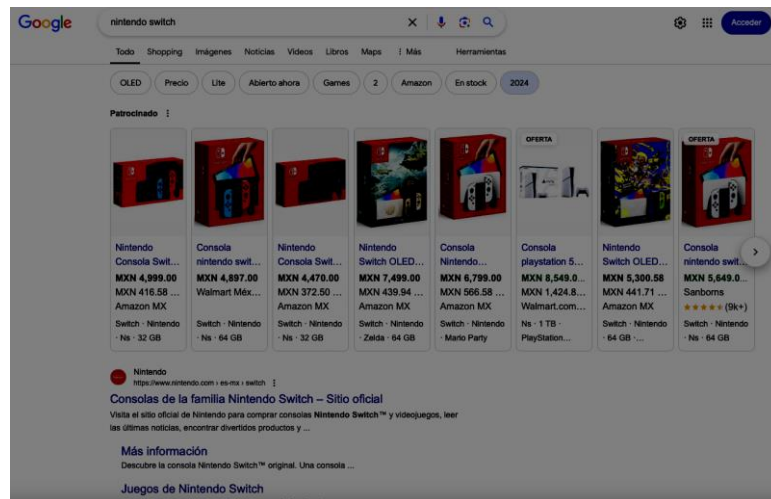 Google
nintendo switch
Acceder
Todo Shopping Imágenes Noticias Videos Libros Maps Más Herramientas
OLED Precio Lite Abierto ahora Games 2 Amazon En stock 2024
Patrocinado
Nintendo Consola Swit...
MXN 4,999.00
MXN 416.58 ...
Amazon MX
Switch · Nintendo
· Ns · 32 GB
Consola nintendo swit...
MXN 4,897.00
Walmart Méx...
Switch · Nintendo
· Ns · 64 GB
Nintendo Consola Swit...
MXN 4,470.00
MXN 372.50 ...
Amazon MX
Switch · Nintendo
· Ns · 32 GB
Nintendo Switch OLED...
MXN 7,499.00
MXN 439.94 ...
Amazon MX
Switch · Nintendo
· Zelda · 64 GB
Consola Nintendo...
MXN 6,799.00
MXN 566.58 ...
Amazon MX
Switch · Nintendo
· Mario Party
OFERTA
Consola playstation 5...
MXN 8,549.0...
MXN 1,424.8...
Walmart.com...
Ns · 1 TB ·
PlayStation...
Nintendo Switch OLED...
MXN 5,300.58
MXN 441.71 ...
Amazon MX
Switch · Nintendo
· 64 GB ·...
OFERTA
Consola nintendo swit...
MXN 5,649.0...
Sanborns
(9k+)
Switch · Nintendo
· Ns · 64 GB
Nintendo
https://www.nintendo.com › es-mx › switch
Consolas de la familia Nintendo Switch – Sitio oficial
Visita el sitio oficial de Nintendo para comprar consolas Nintendo Switch™ y videojuegos, leer
las últimas noticias, encontrar divertidos productos y ...
Más información
Descubre la consola Nintendo Switch™ original. Una consola ...
Juegos de Nintendo Switch